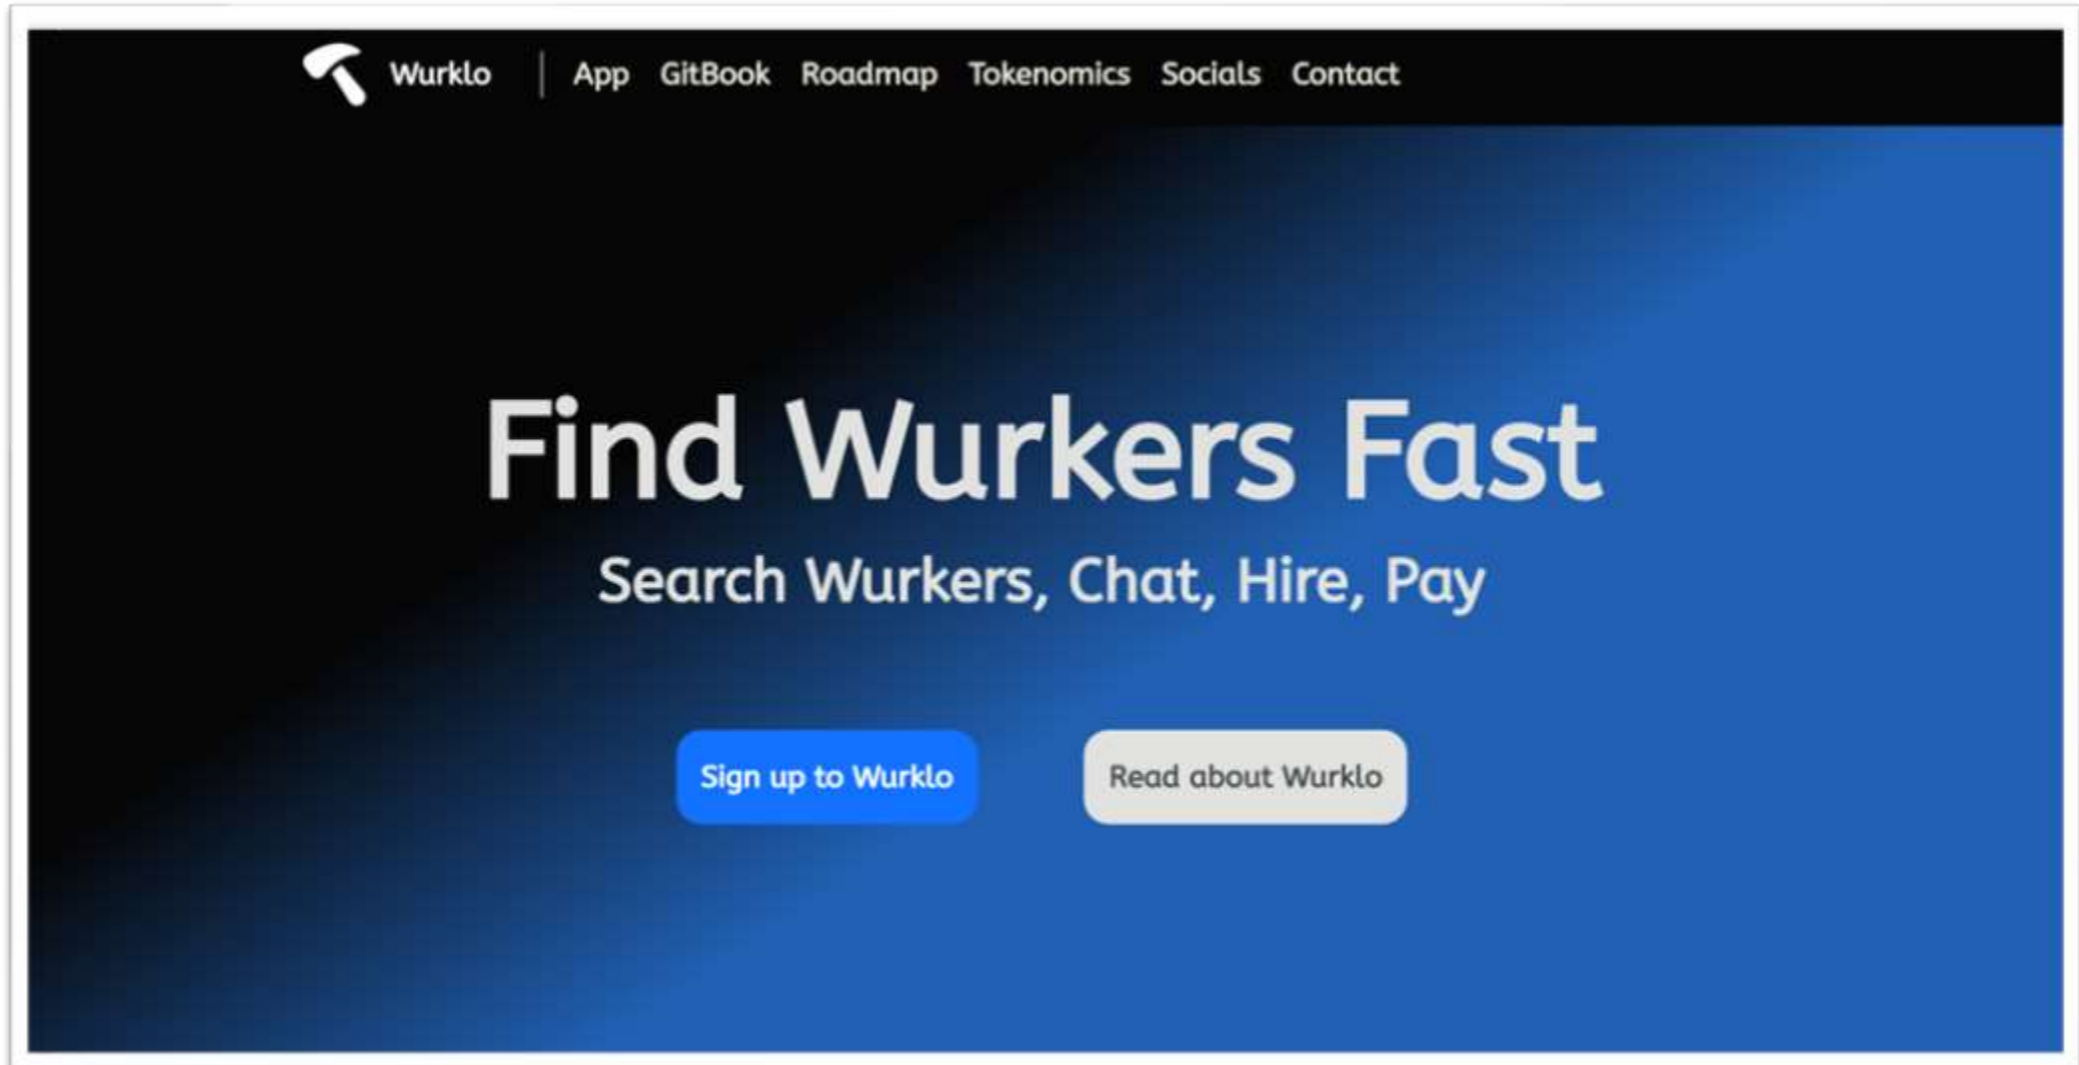 Wurklo | App GitBook Roadmap Tokenomics Socials Contact
Find Wurkers Fast
Search Wurkers, Chat, Hire, Pay
Sign up to Wurklo Read about Wurklo